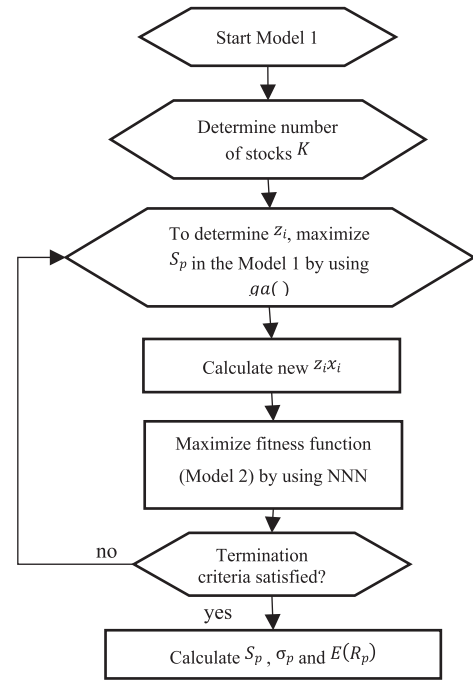 Start Model 1
Determine number
of stocks K
To determine zᵢ, maximize
Sₚ in the Model 1 by using
ga( )
Calculate new zᵢxᵢ
Maximize fitness function
(Model 2) by using NNN
Termination
criteria satisfied?
no
yes
Calculate Sₚ , σₚ and E(Rₚ)